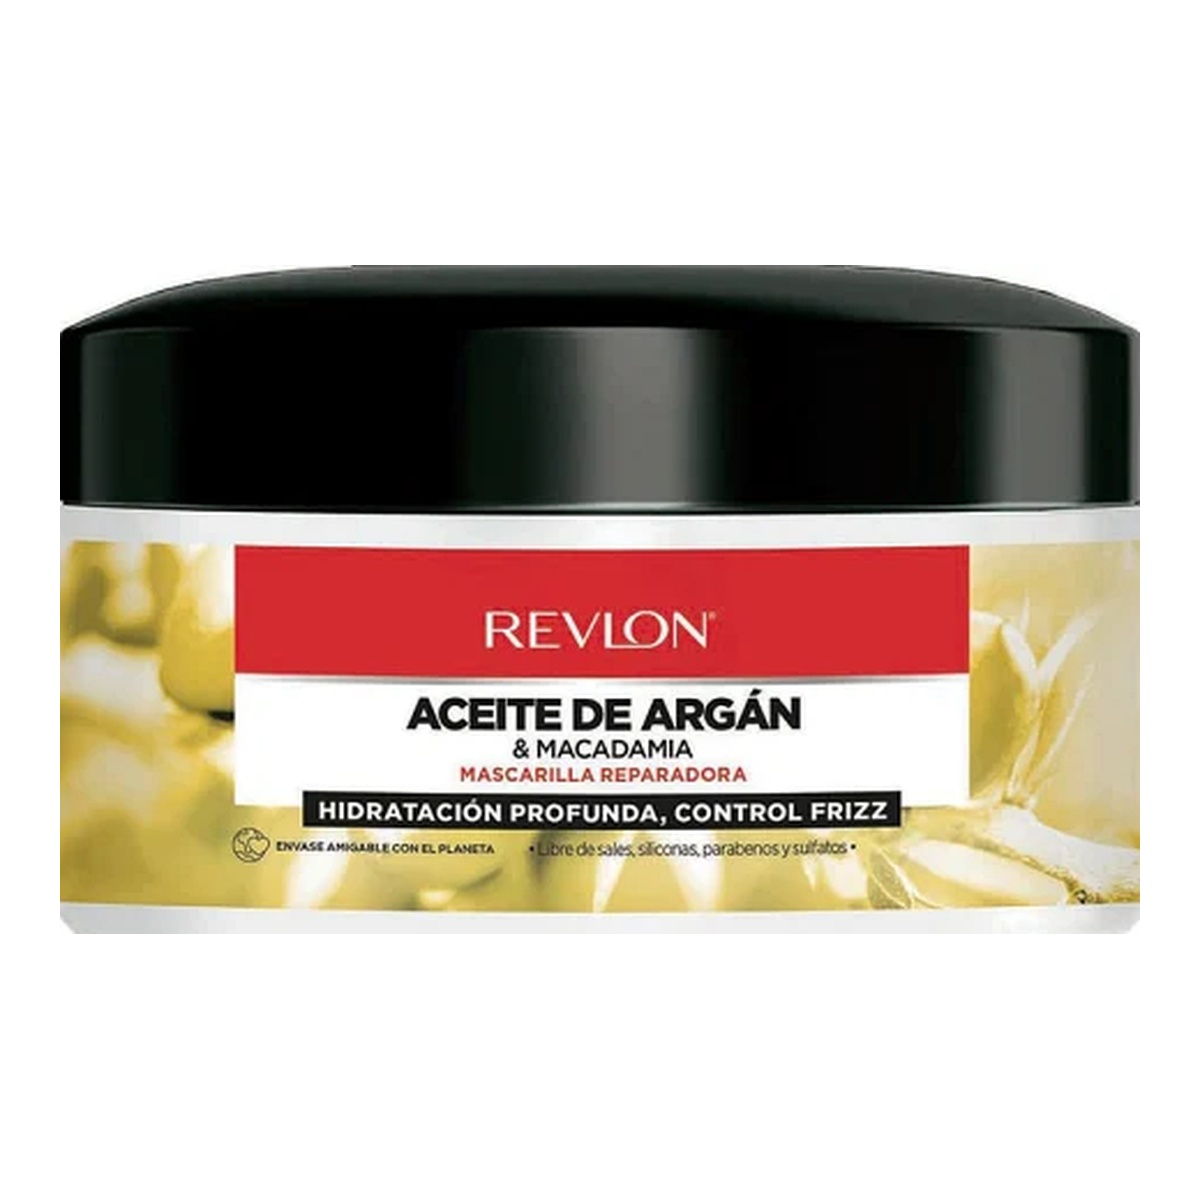 REVLON®
ACEITE DE ARGÁN
& MACADAMIA
MASCARILLA REPARADORA
HIDRATACIÓN PROFUNDA, CONTROL FRIZZ
ENVASE AMIGABLE CON EL PLANETA • Libre de sales, siliconas, parabenos y sulfatos •